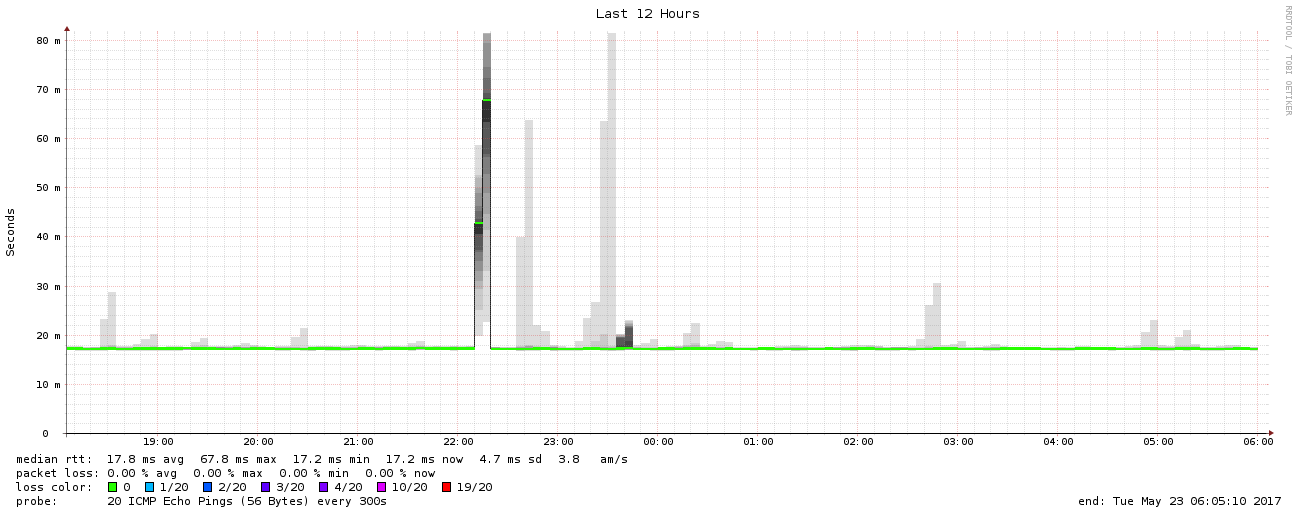 Last 12 Hours
RRDTOOL / TOBI OETIKER
Seconds
80 m
70 m
60 m
50 m
40 m
30 m
20 m
10 m
0
19:00 20:00 21:00 22:00 23:00 00:00 01:00 02:00 03:00 04:00 05:00 06:00
median rtt: 17.8 ms avg 67.8 ms max 17.2 ms min 17.2 ms now 4.7 ms sd 3.8 am/s
packet loss: 0.00 % avg 0.00 % max 0.00 % min 0.00 % now
loss color: 0 1/20 2/20 3/20 4/20 10/20 19/20
probe: 20 ICMP Echo Pings (56 Bytes) every 300s end: Tue May 23 06:05:10 2017